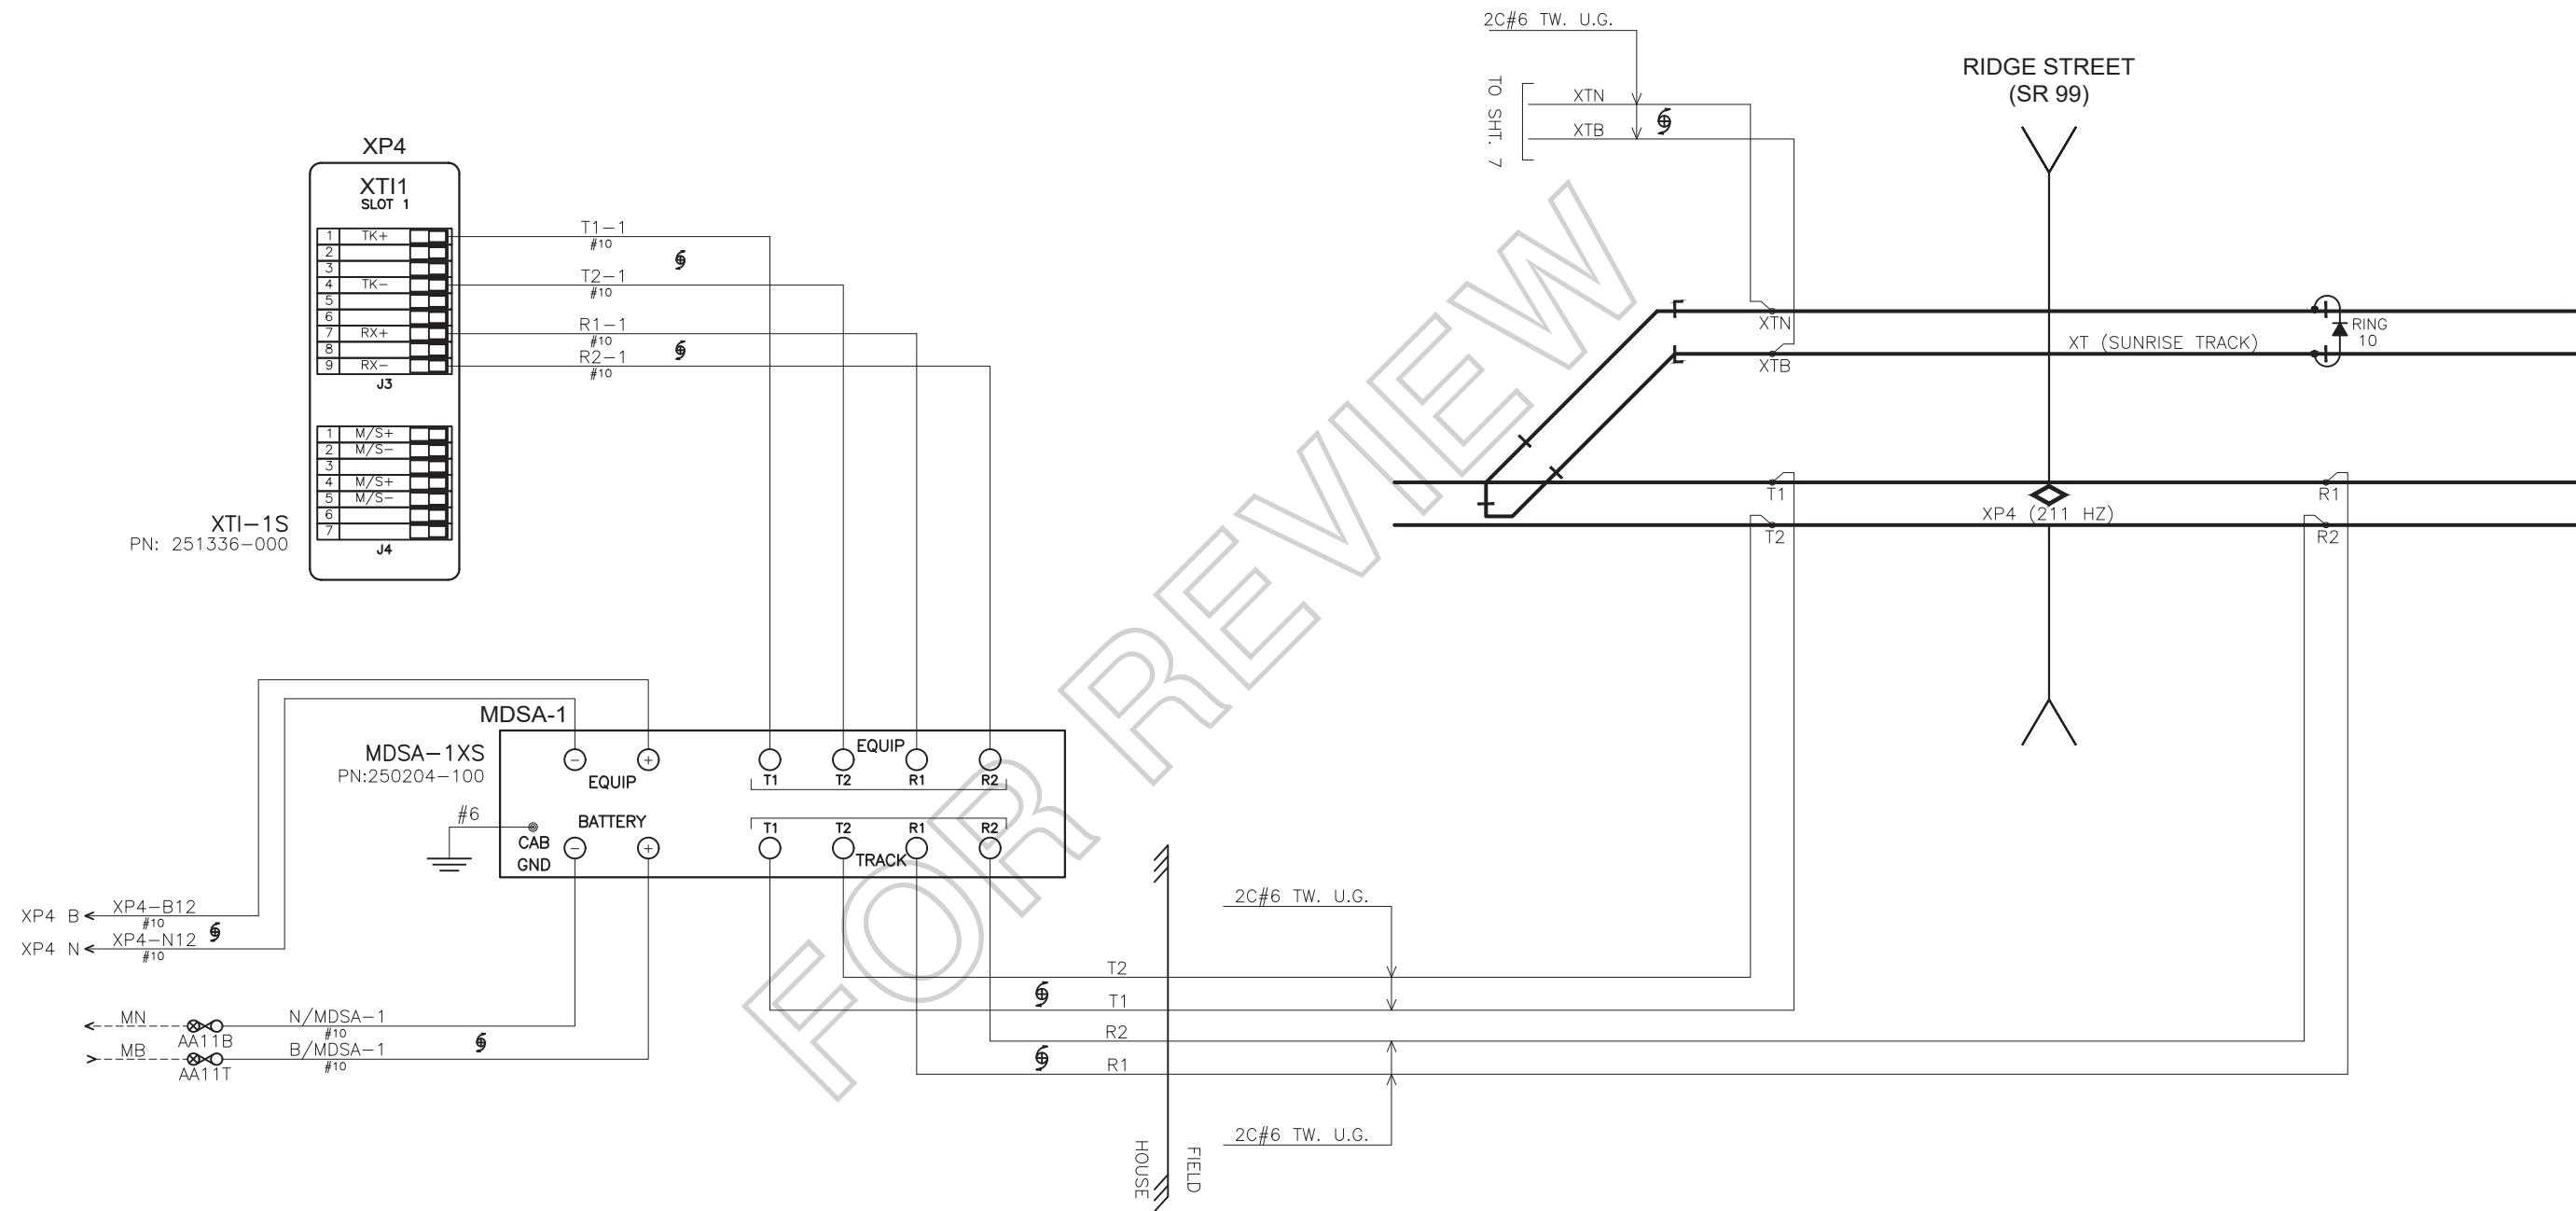 2C#6 TW. U.G.
TO SHT. 7
XTN
XTB
RIDGE STREET
(SR 99)
XP4
XTI1
SLOT 1
1 TK+
2
3
4 TK-
5
6
7 RX+
8
9 RX-
J3
1 M/S+
2 M/S-
3
4 M/S+
5 M/S-
6
7
J4
XTI-1S
PN: 251336-000
T1-1
#10
T2-1
#10
R1-1
#10
R2-1
#10
XTN
XTB
XT (SUNRISE TRACK)
RING
10
T1
T2
XP4 (211 HZ)
R1
R2
FOR REVIEW
MDSA-1
MDSA-1XS
PN:250204-100
#6
- +
EQUIP
EQUIP
T1 T2 R1 R2
BATTERY
CAB
GND
- +
T1 T2 R1 R2
TRACK
XP4 B
XP4-B12
#10
XP4 N
XP4-N12
#10
MN
AA11B
N/MDSA-1
#10
MB
AA11T
B/MDSA-1
#10
2C#6 TW. U.G.
T2
T1
R2
R1
2C#6 TW. U.G.
HOUSE
FIELD